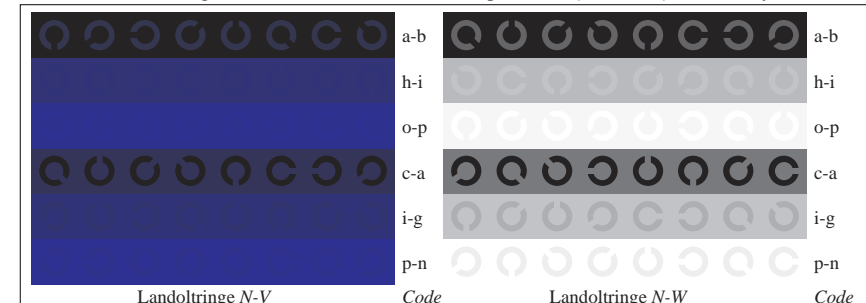 a-b a-b
h-i h-i
o-p o-p
c-a c-a
i-g i-g
p-n p-n
Landoltringe N-V Code Landoltringe N-W Code